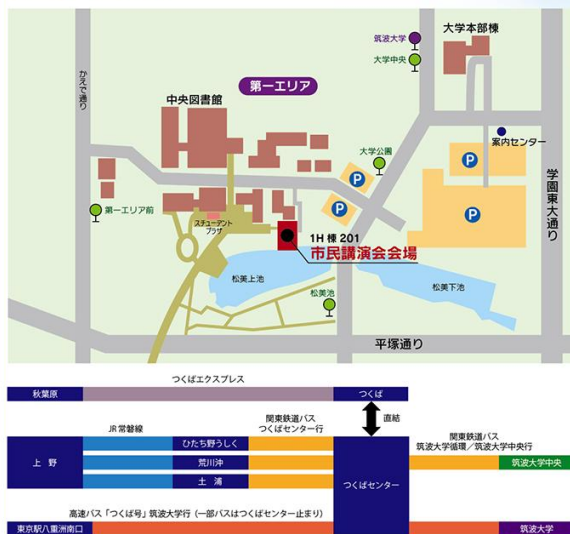 筑波大学
大学中央
大学本部棟
かえで通り
第一エリア
中央図書館
案内センター
大学公園
P
P
P
P
学園東大通り
第一エリア前
スチューデント
プラザ
1H 棟 201
市民講演会会場
松美上池
松美池
松美下池
平塚通り
つくばエクスプレス
秋葉原
つくば
直結
JR 常磐線
関東鉄道バス
つくばセンター行
関東鉄道バス
筑波大学循環／筑波大学中央行
上 野
ひたち野うしく
荒川沖
土 浦
つくばセンター
筑波大学中央
高速バス「つくば号」筑波大学行（一部バスはつくばセンター止まり）
東京駅八重洲南口
筑波大学